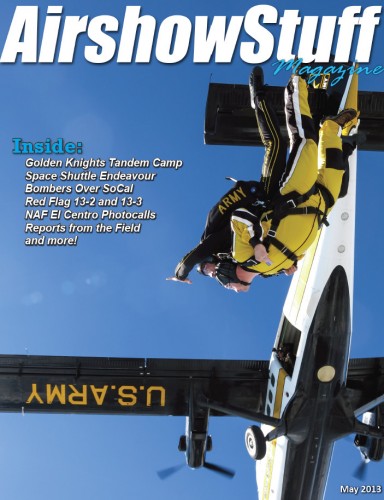 AirshowStuff
Magazine
Inside:
Golden Knights Tandem Camp
Space Shuttle Endeavour
Bombers Over SoCal
Red Flag 13-2 and 13-3
NAF El Centro Photocalls
Reports from the Field
and more!
ARMY
U.S.ARMY
May 2013